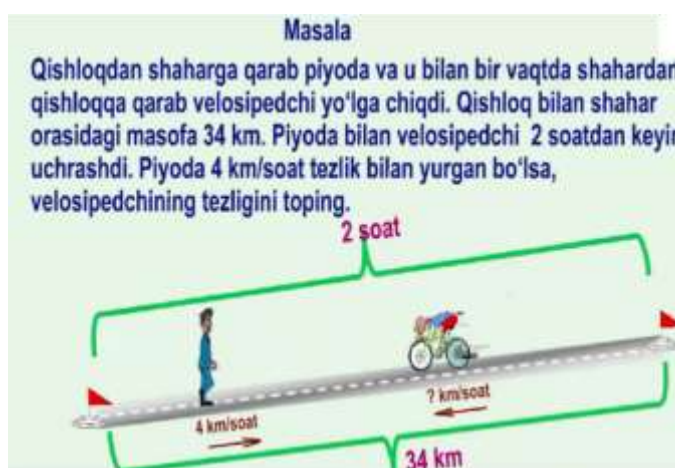 Masala
Qishloqdan shaharga qarab piyoda va u bilan bir vaqtda shahardan
qishloqqa qarab velosipedchi yo'lga chiqdi. Qishloq bilan shahar
orasidagi masofa 34 km. Piyoda bilan velosipedchi 2 soatdan keyin
uchrashdi. Piyoda 4 km/soat tezlik bilan yurgan bo'lsa,
velosipedchining tezligini toping.
2 soat
4 km/soat
? km/soat
34 km